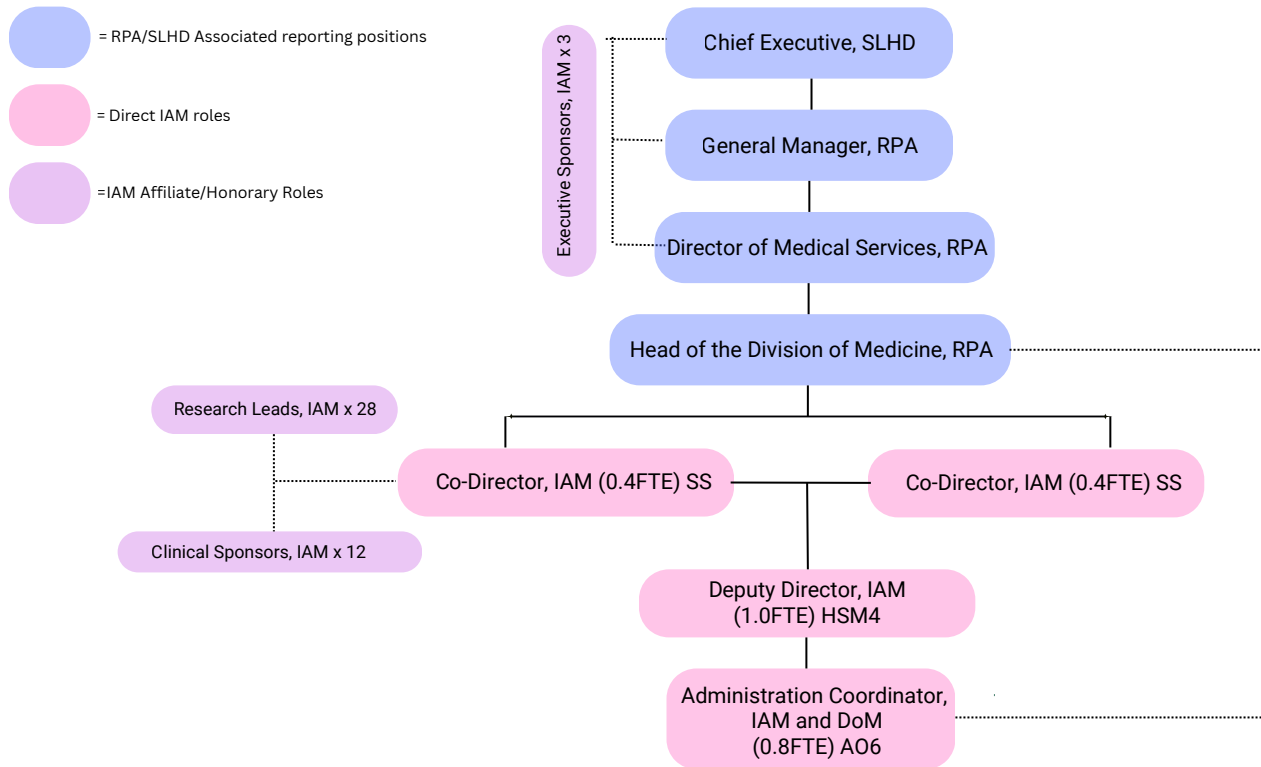 = RPA/SLHD Associated reporting positions
= Direct IAM roles
=IAM Affiliate/Honorary Roles
Executive Sponsors, IAM x 3
Chief Executive, SLHD
General Manager, RPA
Director of Medical Services, RPA
Head of the Division of Medicine, RPA
Research Leads, IAM x 28
Co-Director, IAM (0.4FTE) SS
Co-Director, IAM (0.4FTE) SS
Clinical Sponsors, IAM x 12
Deputy Director, IAM
(1.0FTE) HSM4
Administration Coordinator,
IAM and DoM
(0.8FTE) AO6